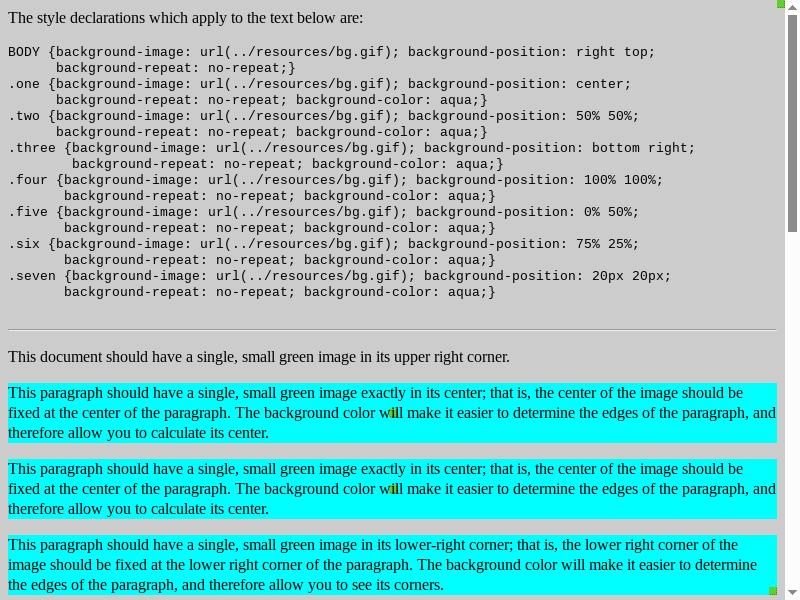 The style declarations which apply to the text below are:
BODY {background-image: url(../resources/bg.gif); background-position: right top;
background-repeat: no-repeat;}
.one {background-image: url(../resources/bg.gif); background-position: center;
background-repeat: no-repeat; background-color: aqua;}
.two {background-image: url(../resources/bg.gif); background-position: 50% 50%;
background-repeat: no-repeat; background-color: aqua;}
.three {background-image: url(../resources/bg.gif); background-position: bottom right;
background-repeat: no-repeat; background-color: aqua;}
.four {background-image: url(../resources/bg.gif); background-position: 100% 100%;
background-repeat: no-repeat; background-color: aqua;}
.five {background-image: url(../resources/bg.gif); background-position: 0% 50%;
background-repeat: no-repeat; background-color: aqua;}
.six {background-image: url(../resources/bg.gif); background-position: 75% 25%;
background-repeat: no-repeat; background-color: aqua;}
.seven {background-image: url(../resources/bg.gif); background-position: 20px 20px;
background-repeat: no-repeat; background-color: aqua;}
This document should have a single, small green image in its upper right corner.
This paragraph should have a single, small green image exactly in its center; that is, the center of the image should be
fixed at the center of the paragraph. The background color will make it easier to determine the edges of the paragraph, and
therefore allow you to calculate its center.
This paragraph should have a single, small green image exactly in its center; that is, the center of the image should be
fixed at the center of the paragraph. The background color will make it easier to determine the edges of the paragraph, and
therefore allow you to calculate its center.
This paragraph should have a single, small green image in its lower-right corner; that is, the lower right corner of the
image should be fixed at the lower right corner of the paragraph. The background color will make it easier to determine
the edges of the paragraph, and therefore allow you to see its corners.